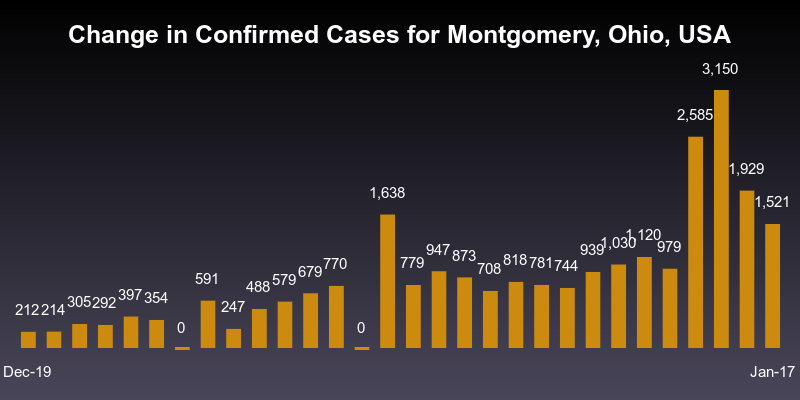 Change in Confirmed Cases for Montgomery, Ohio, USA
212 214 305 292 397 354 0 591 247 488 579 679 770 0 1,638 779 947 873 708 818 781 744 939 1,030 1,120 979 2,585 3,150 1,929 1,521
Dec-19 Jan-17